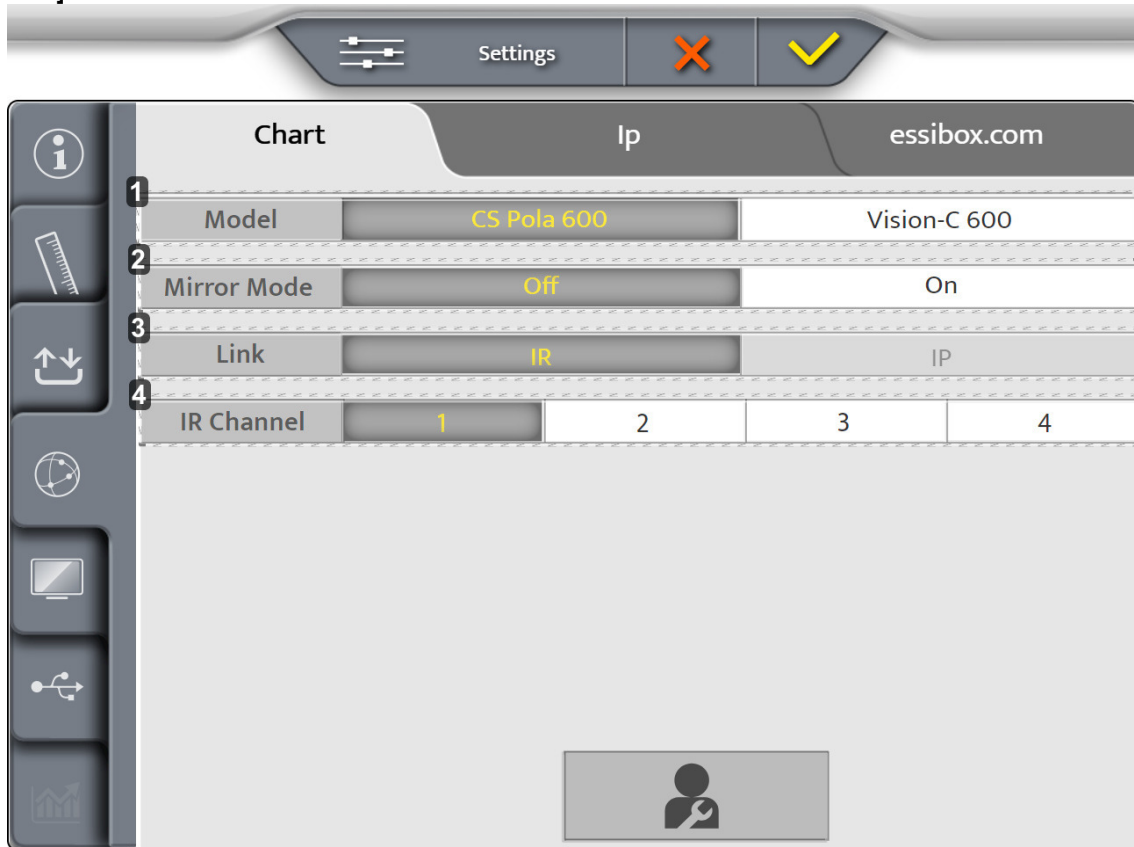 Settings
Chart Ip essibox.com
1
Model CS Pola 600 Vision-C 600
2
Mirror Mode Off On
3
Link IR IP
4
IR Channel 1 2 3 4